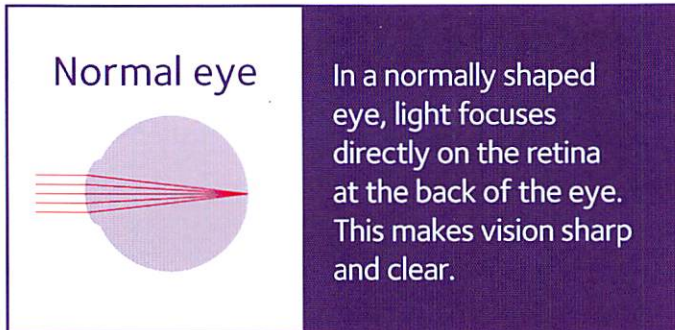 Normal eye
In a normally shaped
eye, light focuses
directly on the retina
at the back of the eye.
This makes vision sharp
and clear.